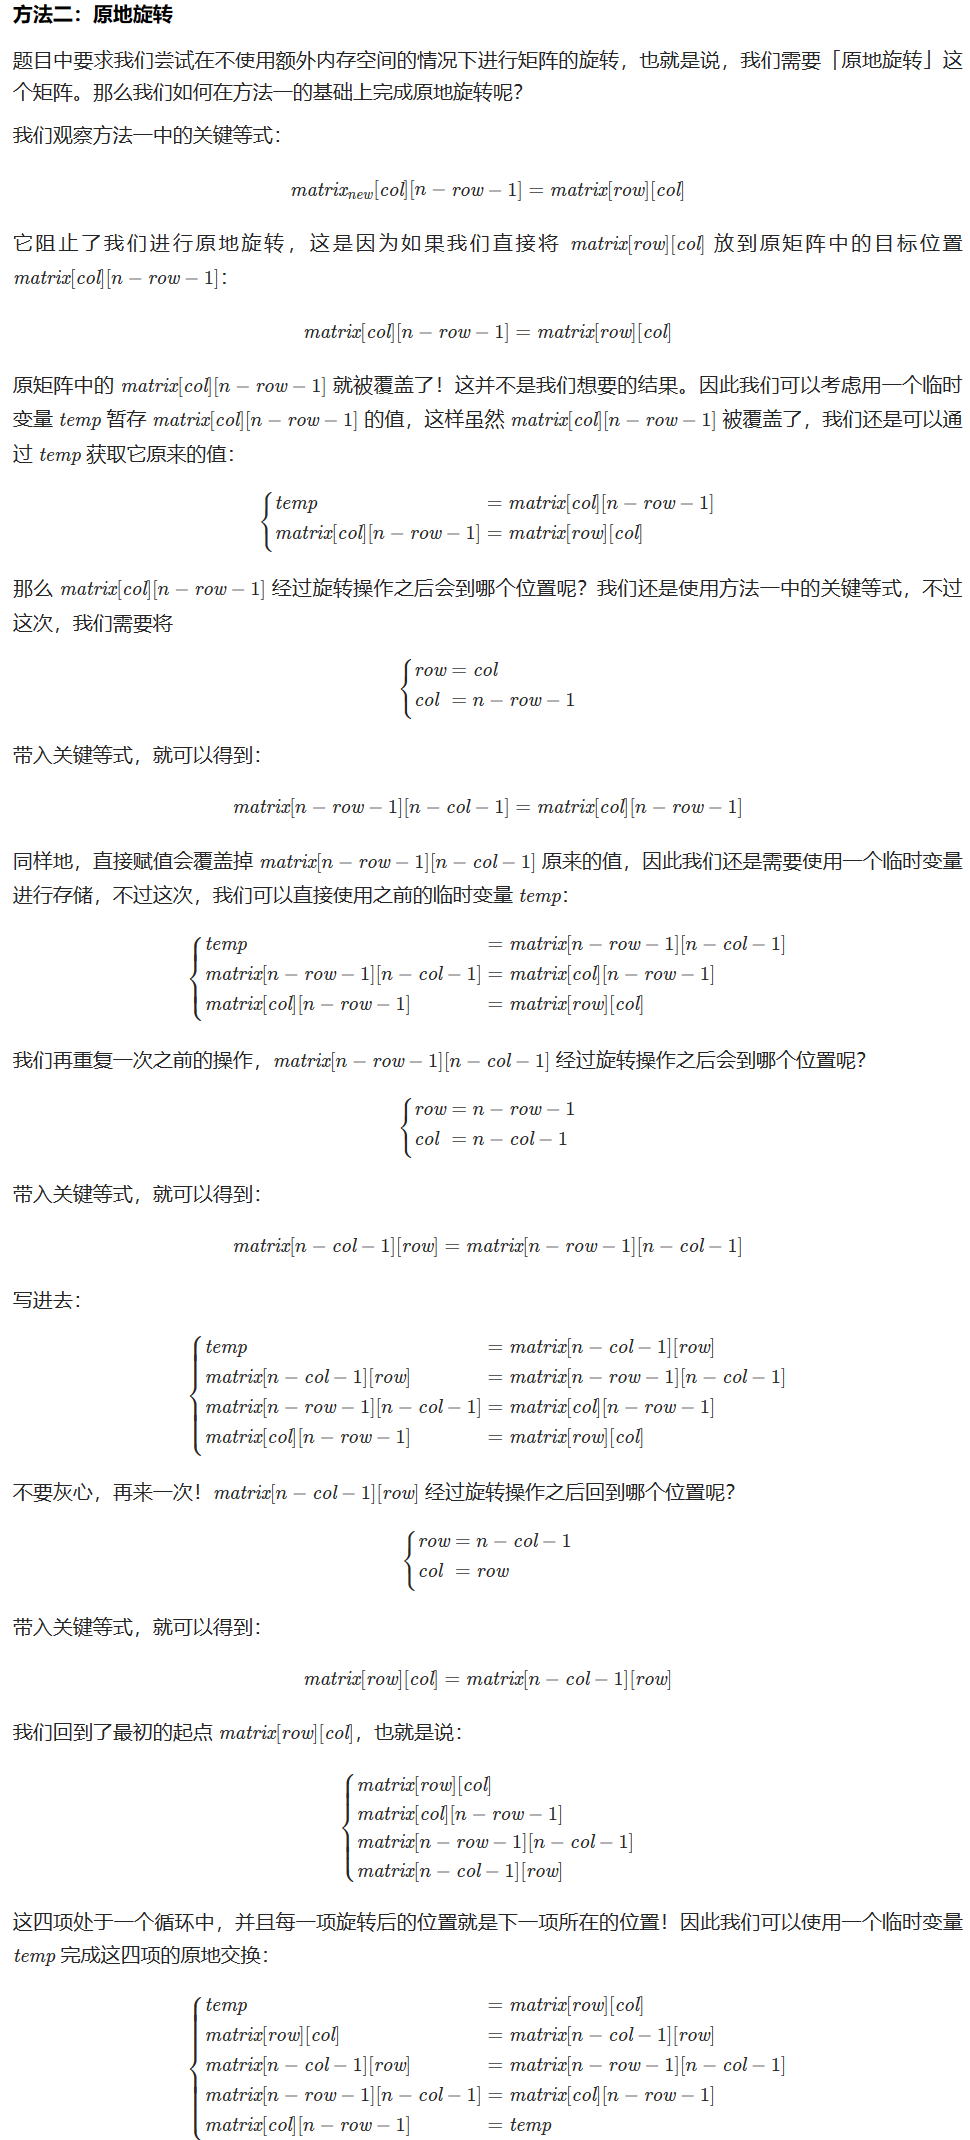 方法二：原地旋转
题目中要求我们尝试在不使用额外内存空间的情况下进行矩阵的旋转，也就是说，我们需要「原地旋转」这
个矩阵。那么我们如何在方法一的基础上完成原地旋转呢？
我们观察方法一中的关键等式：
matrix_new[col][n − row − 1] = matrix[row][col]
它阻止了我们进行原地旋转，这是因为如果我们直接将 matrix[row][col] 放到原矩阵中的目标位置
matrix[col][n − row − 1]：
matrix[col][n − row − 1] = matrix[row][col]
原矩阵中的 matrix[col][n − row − 1] 就被覆盖了！这并不是我们想要的结果。因此我们可以考虑用一个临时
变量 temp 暂存 matrix[col][n − row − 1] 的值，这样虽然 matrix[col][n − row − 1] 被覆盖了，我们还是可以通
过 temp 获取它原来的值：
temp = matrix[col][n − row − 1]
matrix[col][n − row − 1] = matrix[row][col]
那么 matrix[col][n − row − 1] 经过旋转操作之后会到哪个位置呢？我们还是使用方法一中的关键等式，不过
这次，我们需要将
row = col
col = n − row − 1
带入关键等式，就可以得到：
matrix[n − row − 1][n − col − 1] = matrix[col][n − row − 1]
同样地，直接赋值会覆盖掉 matrix[n − row − 1][n − col − 1] 原来的值，因此我们还是需要使用一个临时变量
进行存储，不过这次，我们可以直接使用之前的临时变量 temp：
temp = matrix[n − row − 1][n − col − 1]
matrix[n − row − 1][n − col − 1] = matrix[col][n − row − 1]
matrix[col][n − row − 1] = matrix[row][col]
我们再重复一次之前的操作，matrix[n − row − 1][n − col − 1] 经过旋转操作之后会到哪个位置呢？
row = n − row − 1
col = n − col − 1
带入关键等式，就可以得到：
matrix[n − col − 1][row] = matrix[n − row − 1][n − col − 1]
写进去：
temp = matrix[n − col − 1][row]
matrix[n − col − 1][row] = matrix[n − row − 1][n − col − 1]
matrix[n − row − 1][n − col − 1] = matrix[col][n − row − 1]
matrix[col][n − row − 1] = matrix[row][col]
不要灰心，再来一次！matrix[n − col − 1][row] 经过旋转操作之后回到哪个位置呢？
row = n − col − 1
col = row
带入关键等式，就可以得到：
matrix[row][col] = matrix[n − col − 1][row]
我们回到了最初的起点 matrix[row][col]，也就是说：
matrix[row][col]
matrix[col][n − row − 1]
matrix[n − row − 1][n − col − 1]
matrix[n − col − 1][row]
这四项处于一个循环中，并且每一项旋转后的位置就是下一项所在的位置！因此我们可以使用一个临时变量
temp 完成这四项的原地交换：
temp = matrix[row][col]
matrix[row][col] = matrix[n − col − 1][row]
matrix[n − col − 1][row] = matrix[n − row − 1][n − col − 1]
matrix[n − row − 1][n − col − 1] = matrix[col][n − row − 1]
matrix[col][n − row − 1] = temp